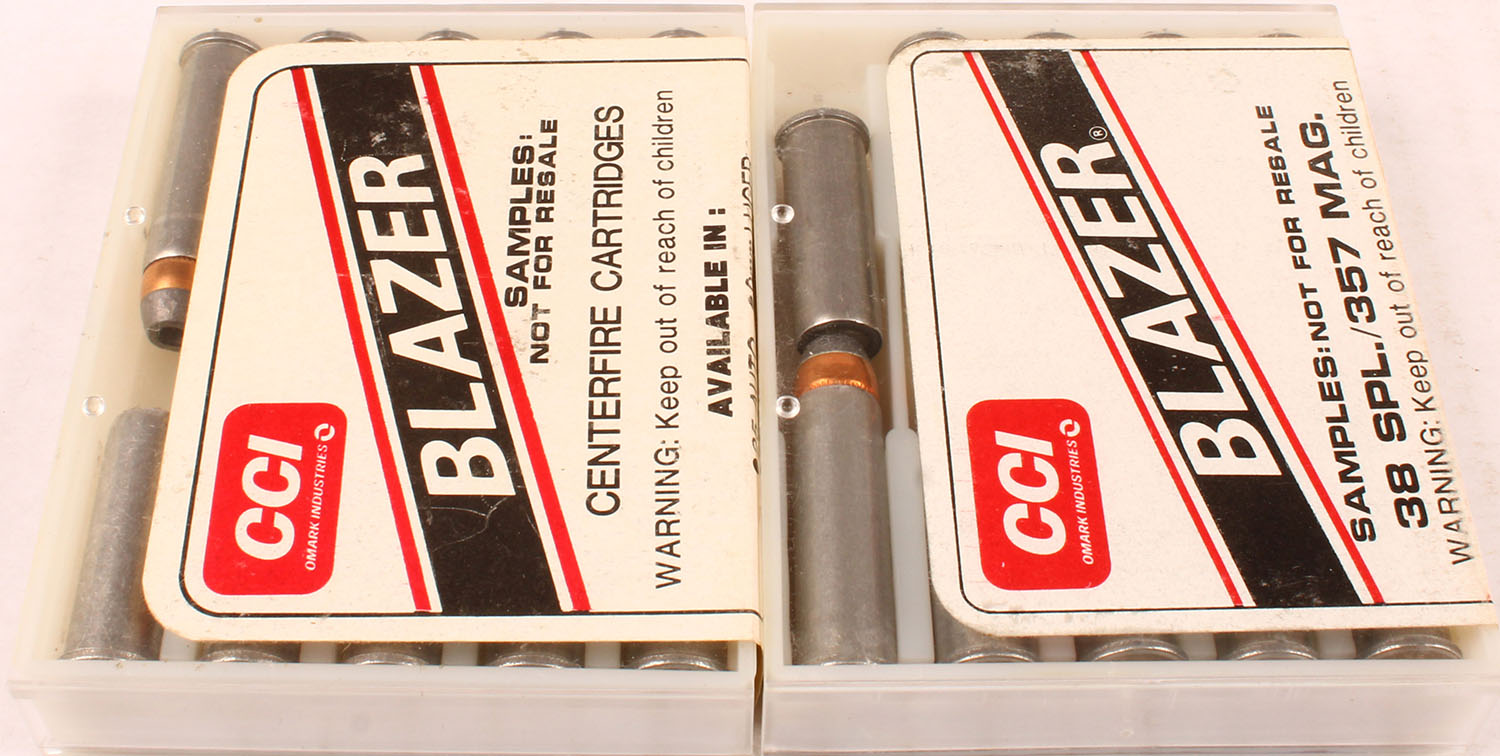 CCI
OMARK INDUSTRIES
BLAZER
SAMPLES:
NOT FOR RESALE
CENTERFIRE CARTRIDGES
WARNING: Keep out of reach of children
AVAILABLE IN:
CCI
OMARK INDUSTRIES
BLAZER®
SAMPLES: NOT FOR RESALE
38 SPL./357 MAG.
WARNING: Keep out of reach of children